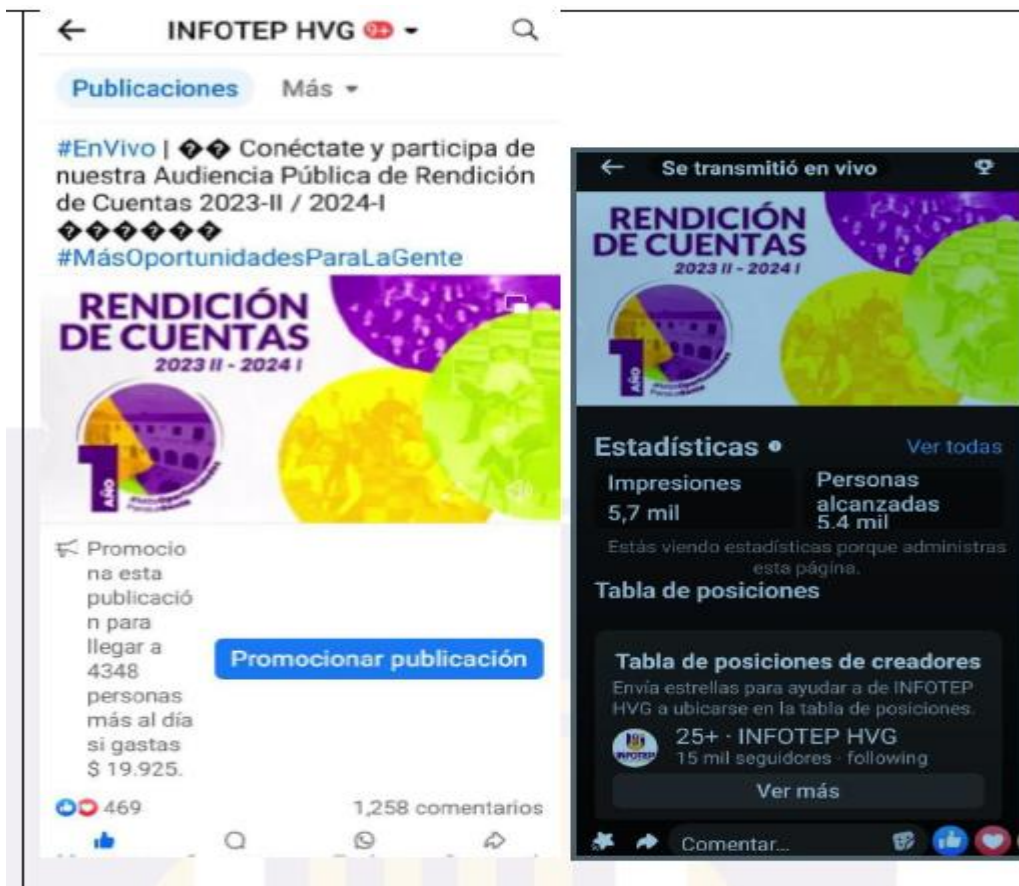 INFOTEP HVG 9+
Publicaciones Más
#EnVivo | �� Conéctate y participa de
nuestra Audiencia Pública de Rendición
de Cuentas 2023-II / 2024-I
������
#MásOportunidadesParaLaGente
RENDICIÓN
DE CUENTAS
2023 II - 2024 I
1 AÑO
Promocio
na esta
publicació
n para
llegar a
4348
personas
más al día
si gastas
$ 19.925.
Promocionar publicación
469 1,258 comentarios
Se transmitió en vivo
RENDICIÓN
DE CUENTAS
2023 II - 2024 I
1 AÑO
Estadísticas Ver todas
Impresiones
5,7 mil
Personas
alcanzadas
5.4 mil
Estás viendo estadísticas porque administras
esta página.
Tabla de posiciones
Tabla de posiciones de creadores
Envía estrellas para ayudar a de INFOTEP
HVG a ubicarse en la tabla de posiciones.
INFOTEP
25+ · INFOTEP HVG
15 mil seguidores · following
Ver más
Comentar...